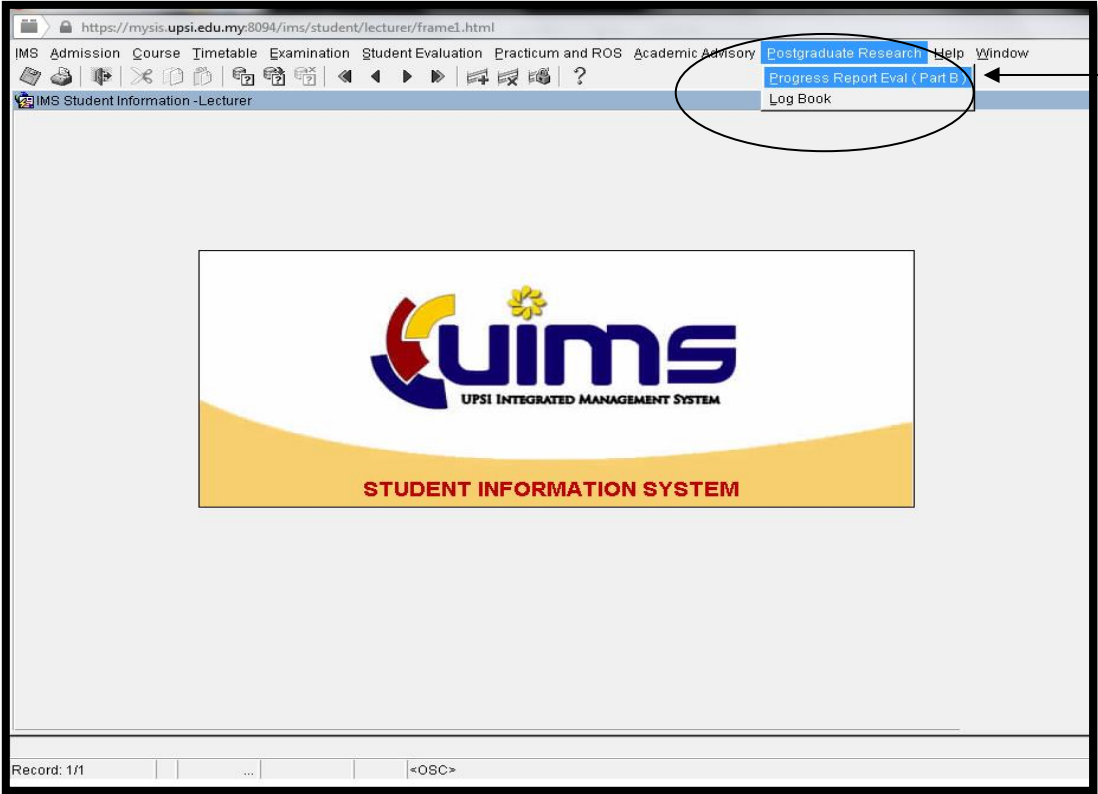 https://mysis.upsi.edu.my:8094/ims/student/lecturer/frame1.html
IMS Admission Course Timetable Examination Student Evaluation Practicum and ROS Academic Advisory Postgraduate Research Help Window
Progress Report Eval ( Part B )
Log Book
IMS Student Information -Lecturer
uims
UPSI INTEGRATED MANAGEMENT SYSTEM
STUDENT INFORMATION SYSTEM
Record: 1/1 ... <OSC>